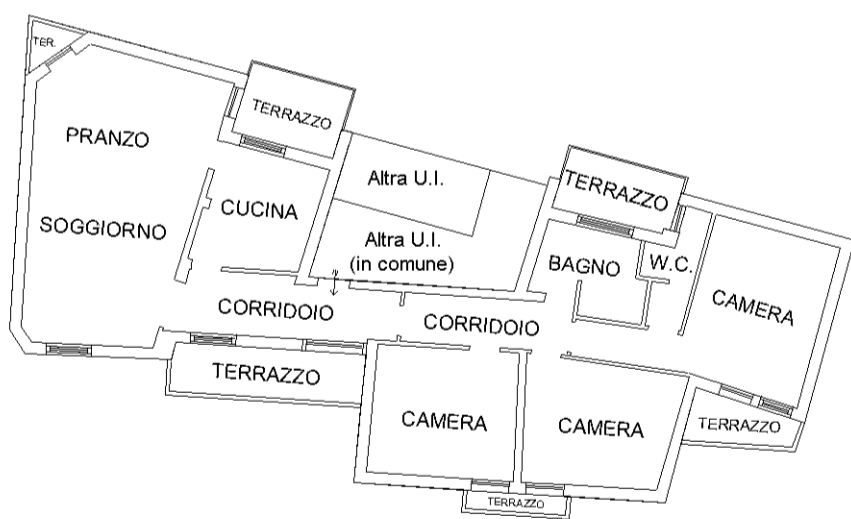 TER.
TERRAZZO
PRANZO
Altra U.I.
TERRAZZO
CUCINA
SOGGIORNO
Altra U.I.
(in comune)
BAGNO
W.C.
CAMERA
CORRIDOIO
CORRIDOIO
TERRAZZO
CAMERA
CAMERA
TERRAZZO
TERRAZZO